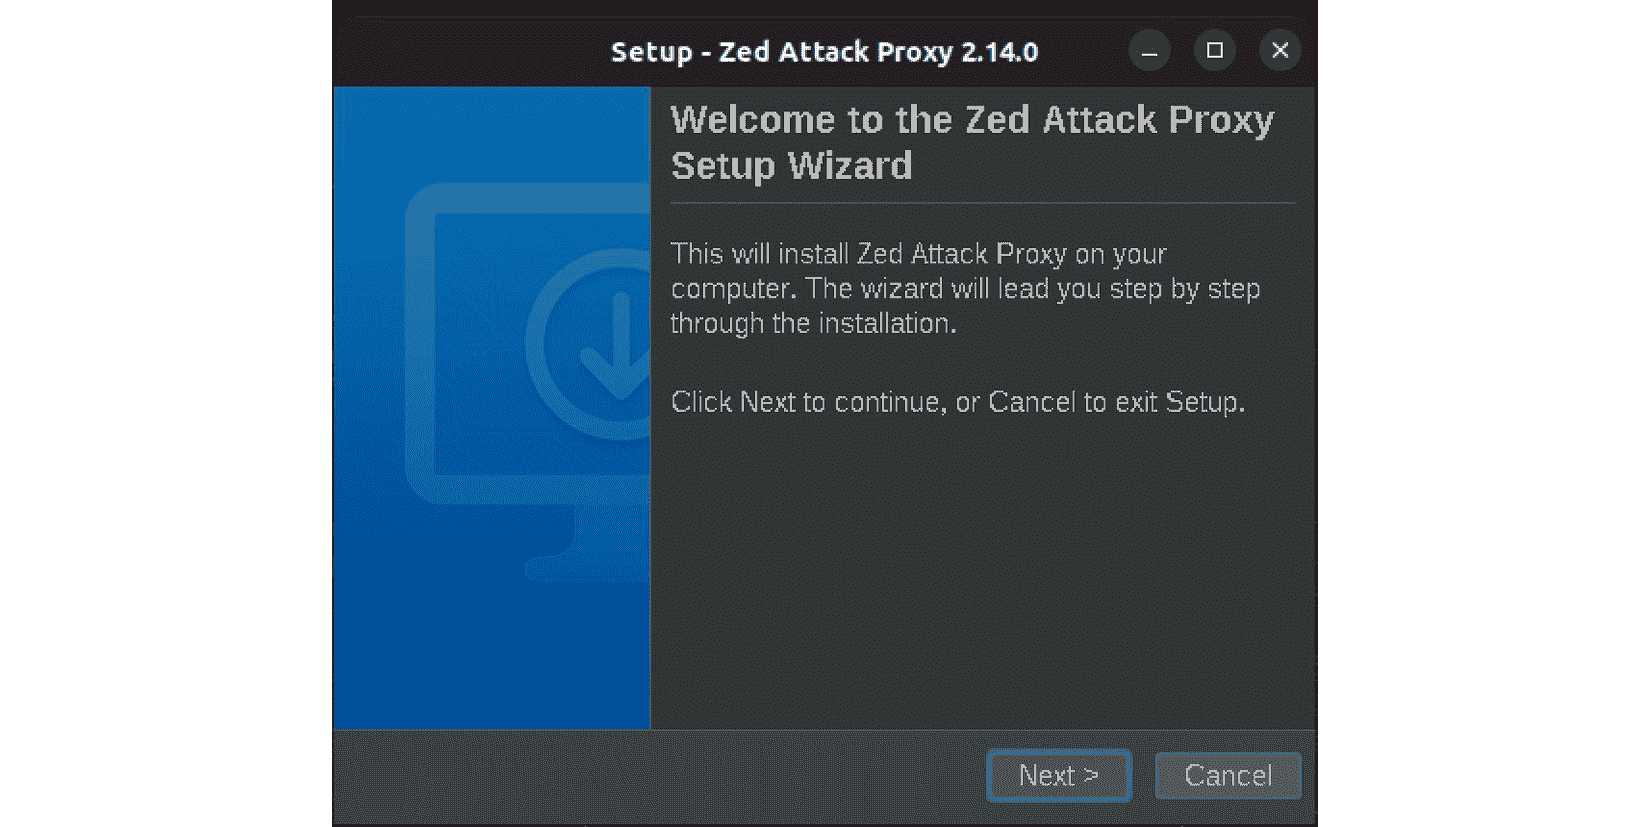 Setup - Zed Attack Proxy 2.14.0
Welcome to the Zed Attack Proxy
Setup Wizard
This will install Zed Attack Proxy on your
computer. The wizard will lead you step by step
through the installation.
Click Next to continue, or Cancel to exit Setup.
Next >
Cancel